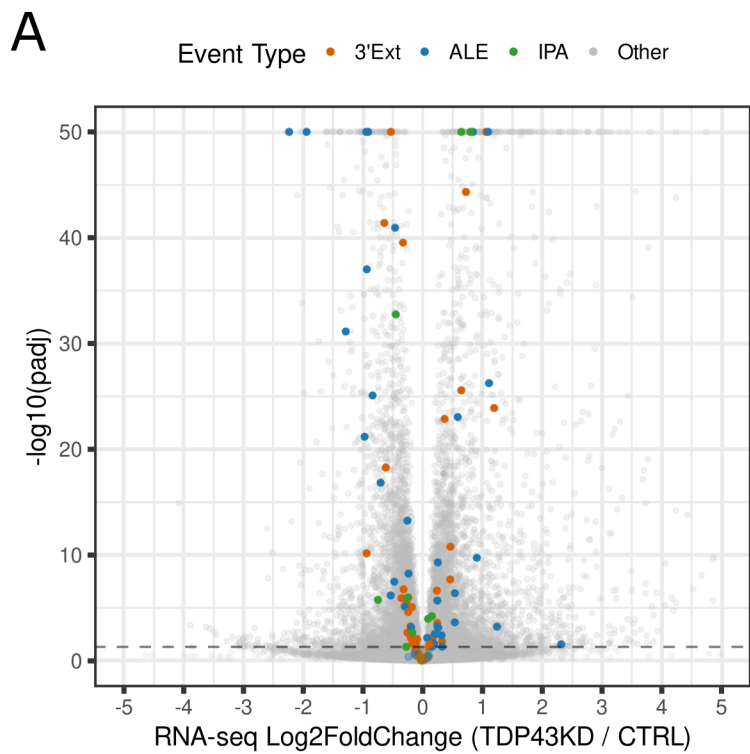 A
Event Type 3'Ext ALE IPA Other
50
40
30
20
10
0
-log10(padj)
-5 -4 -3 -2 -1 0 1 2 3 4 5
RNA-seq Log2FoldChange (TDP43KD / CTRL)